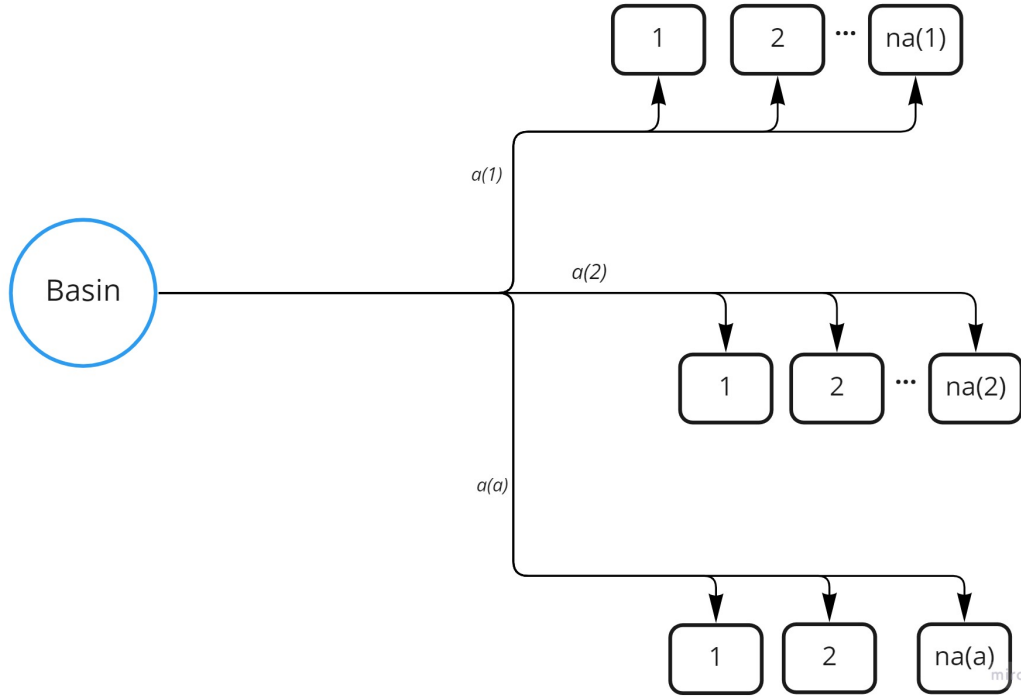 1 2 ... na(1)
a(1)
a(2)
Basin
1 2 ... na(2)
a(a)
1 2 na(a)